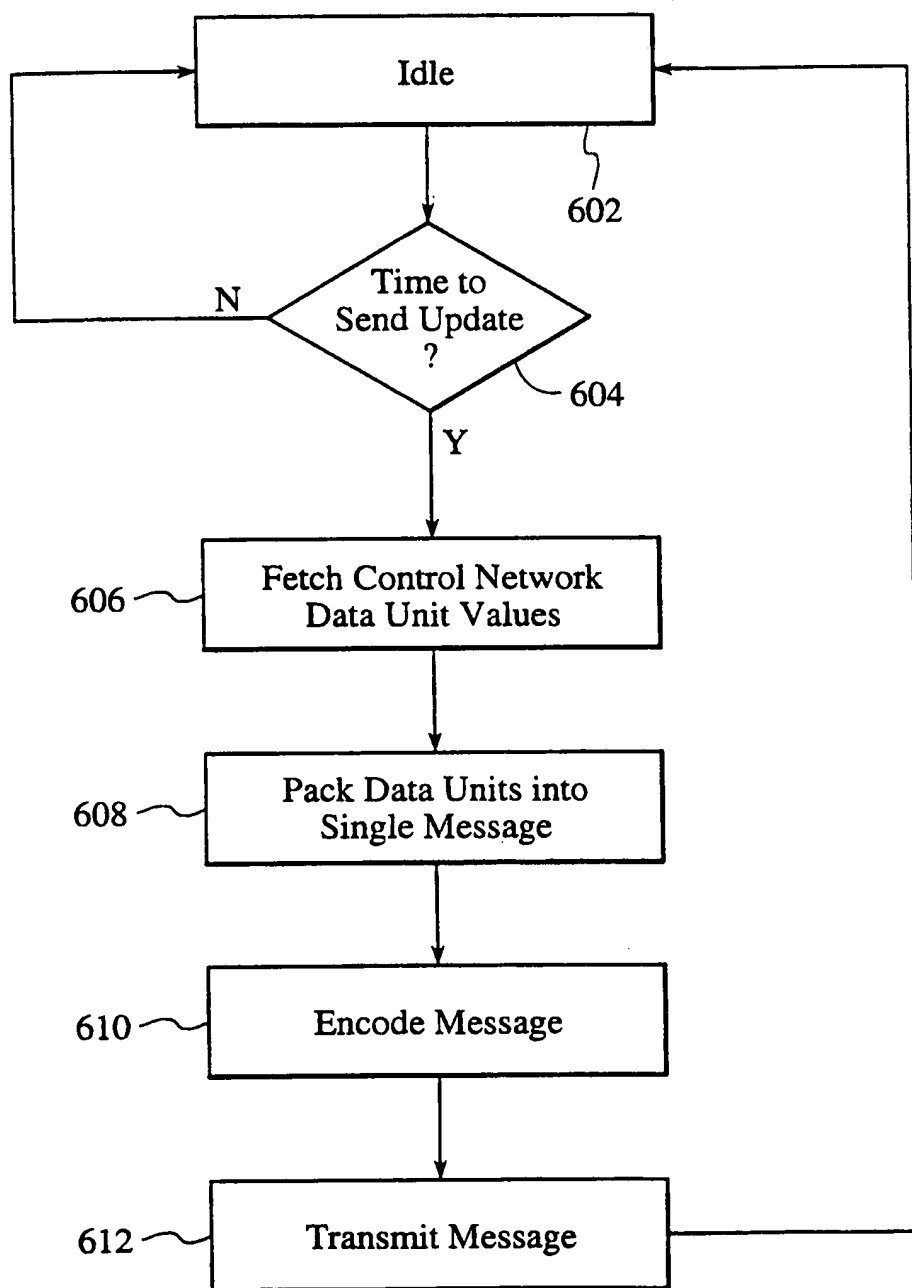 Idle
602
Time to
Send Update
?
N
604
Y
Fetch Control Network
Data Unit Values
606
Pack Data Units into
Single Message
608
Encode Message
610
Transmit Message
612